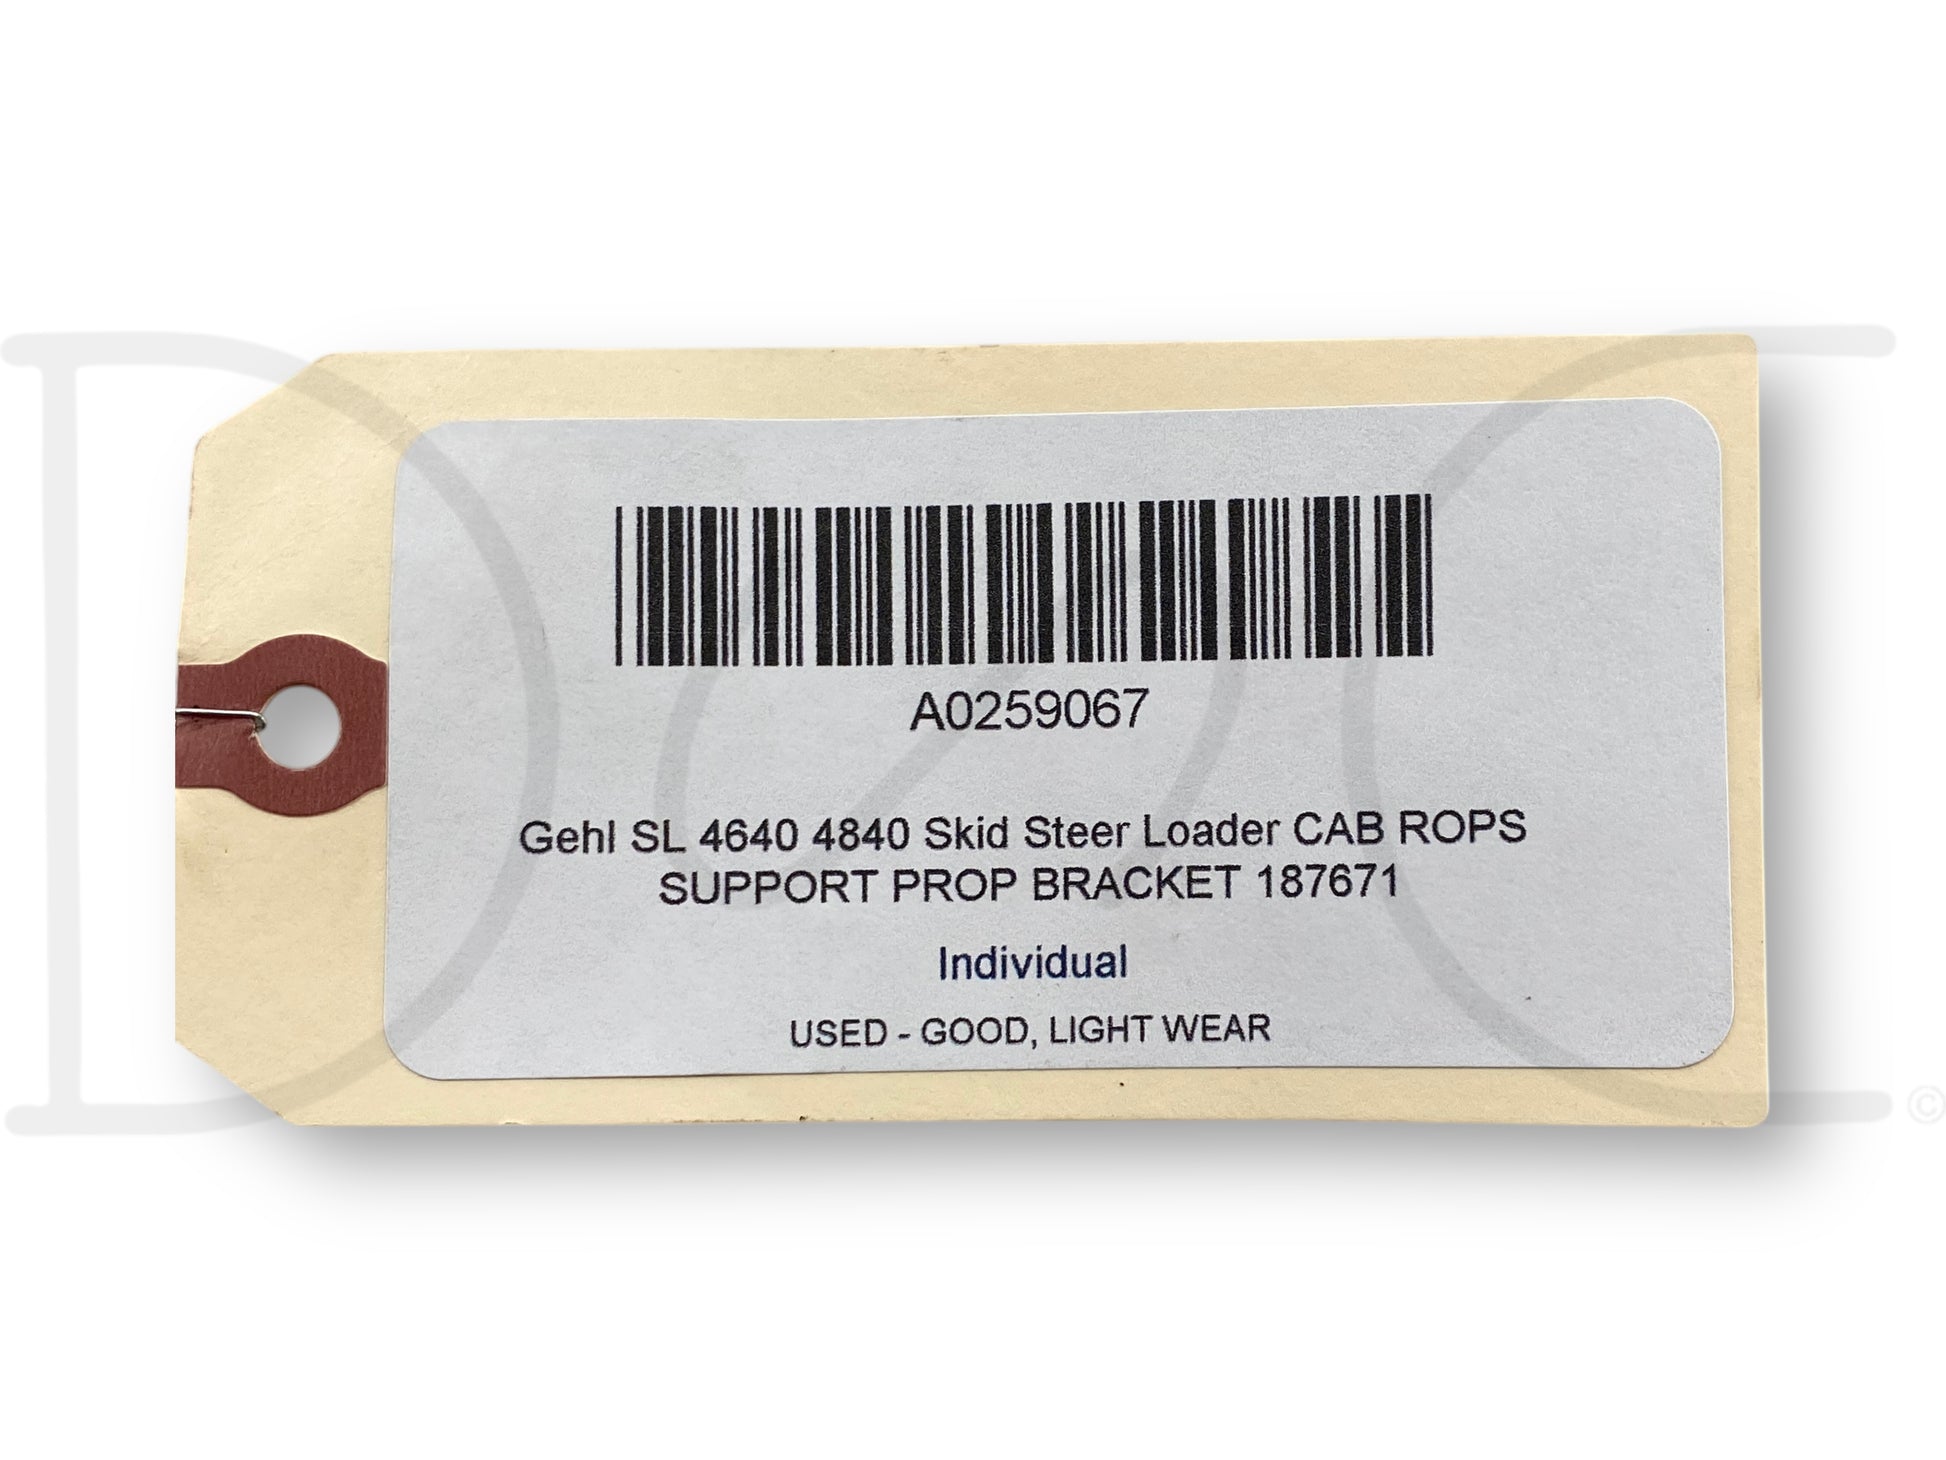 A0259067
Gehl SL 4640 4840 Skid Steer Loader CAB ROPS
SUPPORT PROP BRACKET 187671
Individual
USED - GOOD, LIGHT WEAR
©